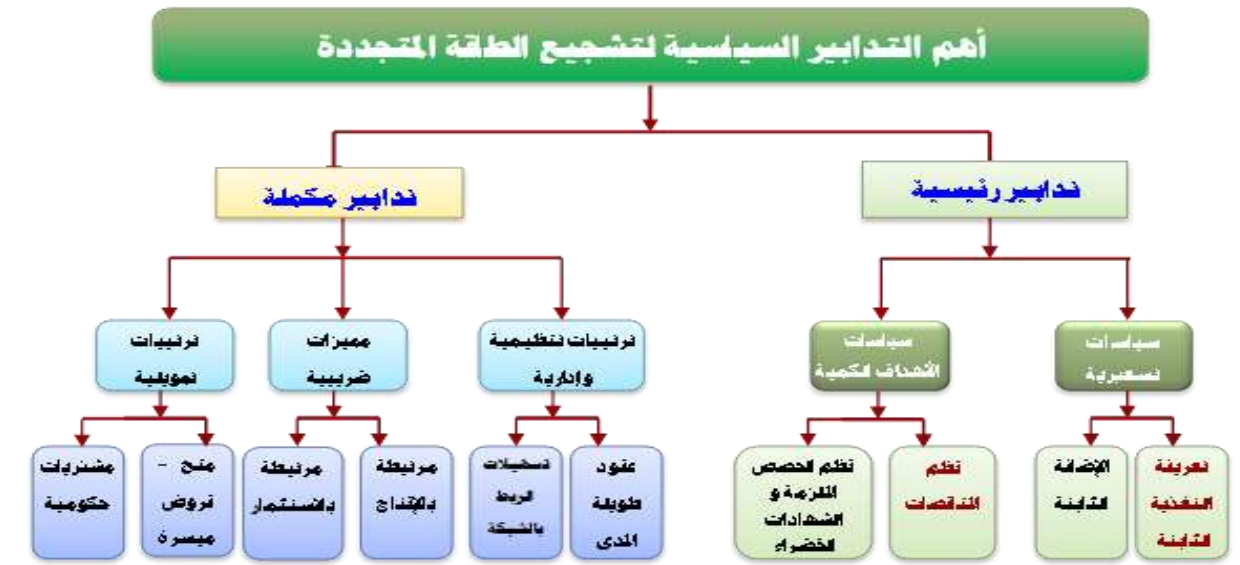 أهم التدابير السياسية لتشجيع الطقة المتجددة
تدابير رئيسية
تدابير مكملة
سياسات
تسعيرية
سياسات
الأهداف الكمية
ترتيبات تنظيمية
وإدارية
مميزات
ضريبية
ترتيبات
تمويلية
تعريفة
التغذية
الثابتة
الإضافة
الثابتة
نظم
المناقصات
نظم الحصص
الملزمة و
الشهادات
الخضراء
عقود
طويلة
المدى
تسهيلات
الربط
بالشبكة
مرتبطة
بالإنتاج
مرتبطة
بالاستثمار
منح -
قروض
ميسرة
مشتريات
حكومية